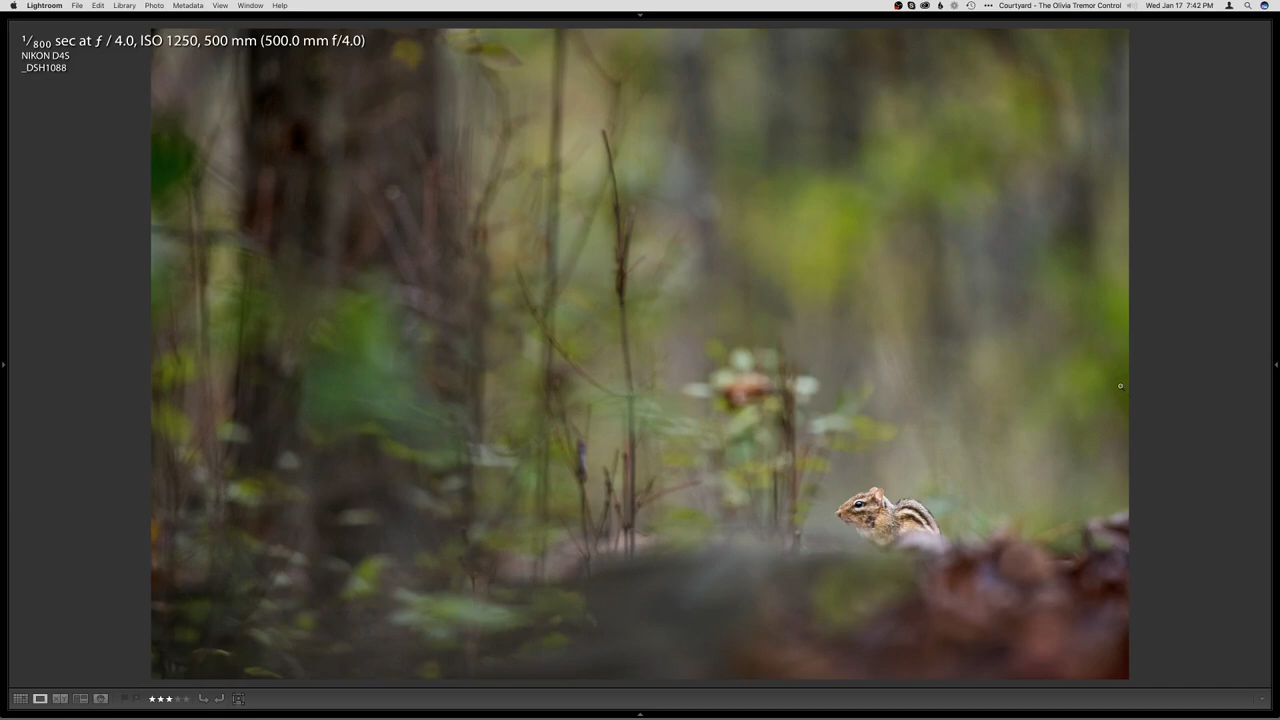 Lightroom File Edit Library Photo Metadata View Window Help
Courtyard - The Olivia Tremor Control Wed Jan 17 7:42 PM
1/800 sec at ƒ / 4.0, ISO 1250, 500 mm (500.0 mm f/4.0)
NIKON D4S
_DSH1088